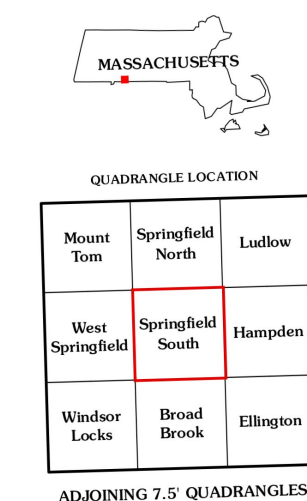 MASSACHUSETTS
QUADRANGLE LOCATION
Mount
Tom
Springfield
North
Ludlow
West
Springfield
Springfield
South
Hampden
Windsor
Locks
Broad
Brook
Ellington
ADJOINING 7.5' QUADRANGLES